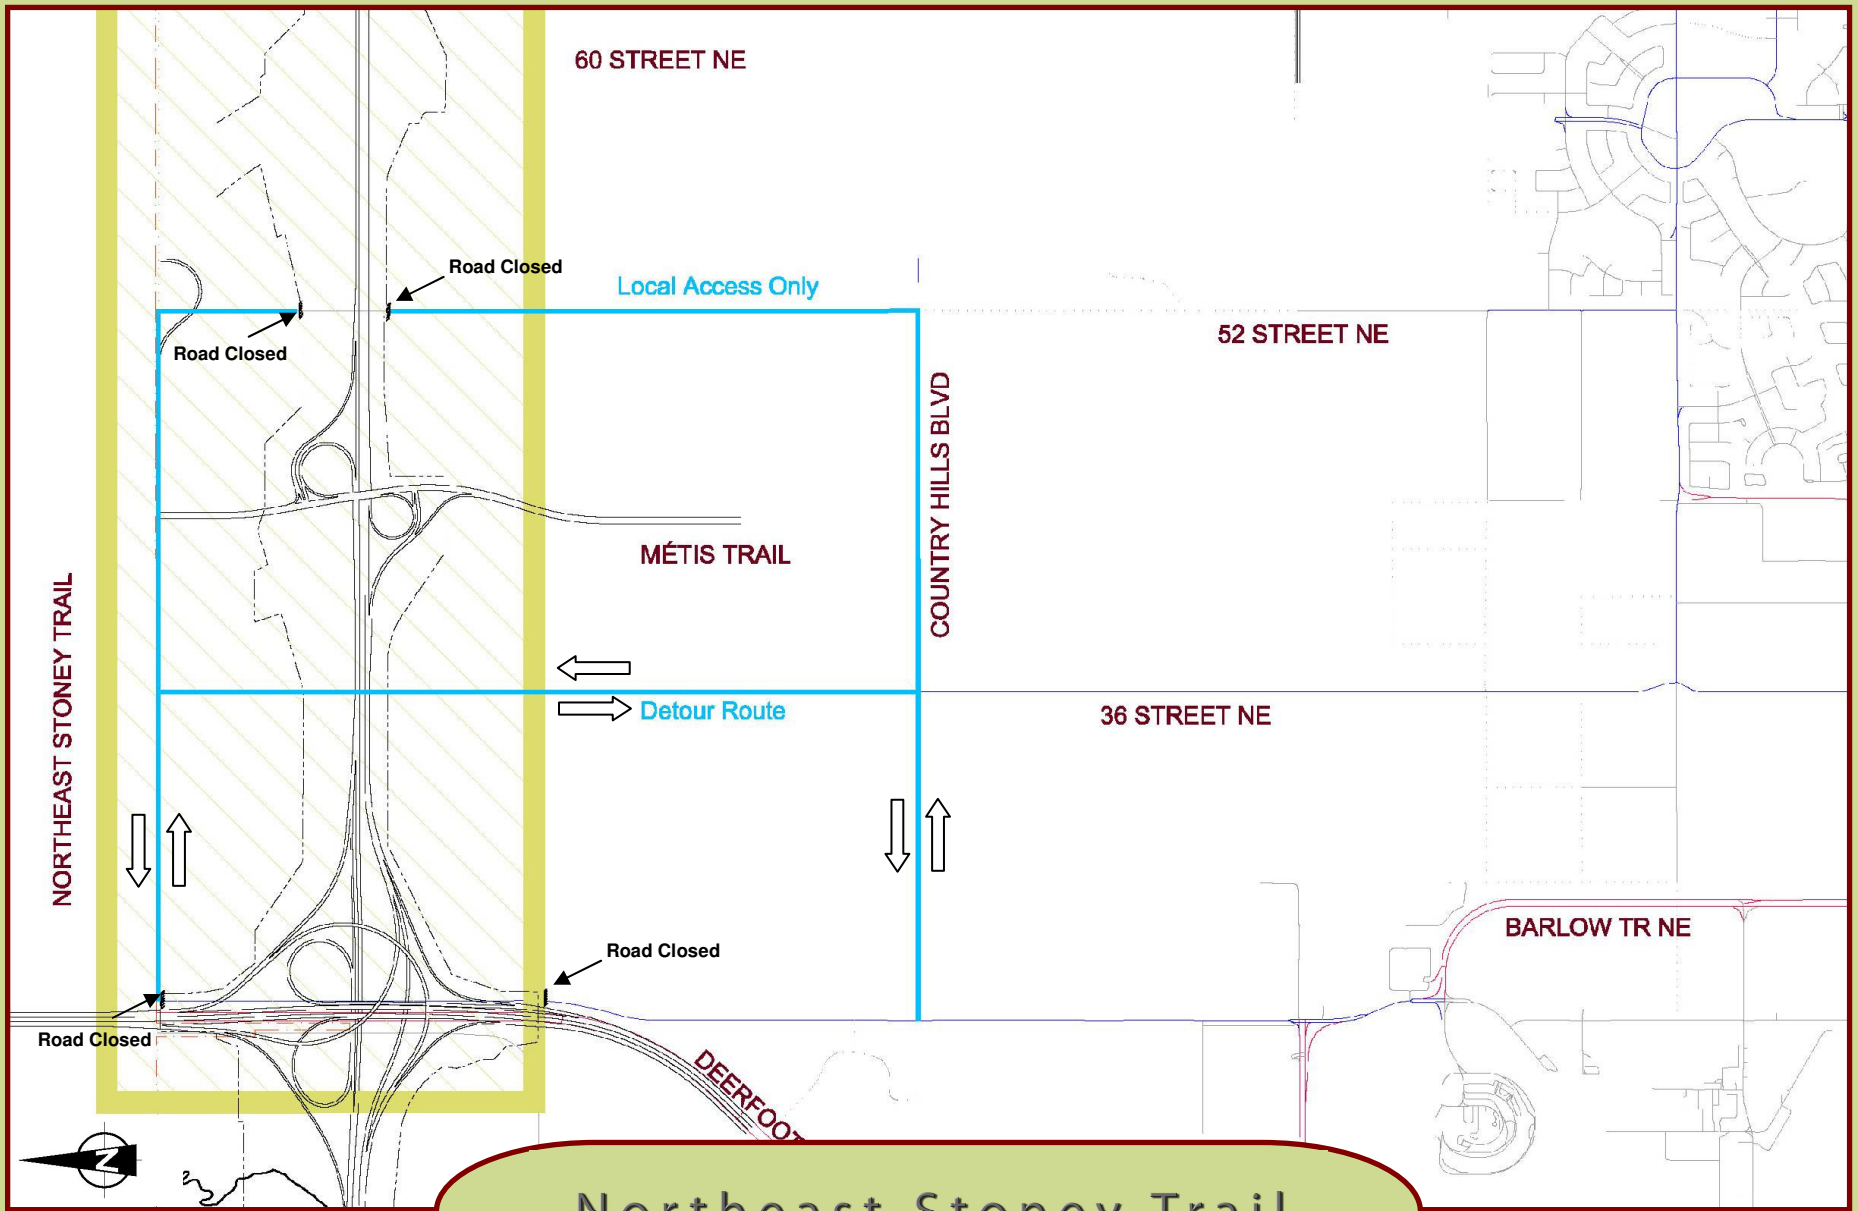 60 STREET NE
Road Closed
Local Access Only
Road Closed
52 STREET NE
COUNTRY HILLS BLVD
MÉTIS TRAIL
NORTHEAST STONEY TRAIL
Detour Route
36 STREET NE
BARLOW TR NE
Road Closed
Road Closed
DEERFOOT
N
Northeast Stoney Trail